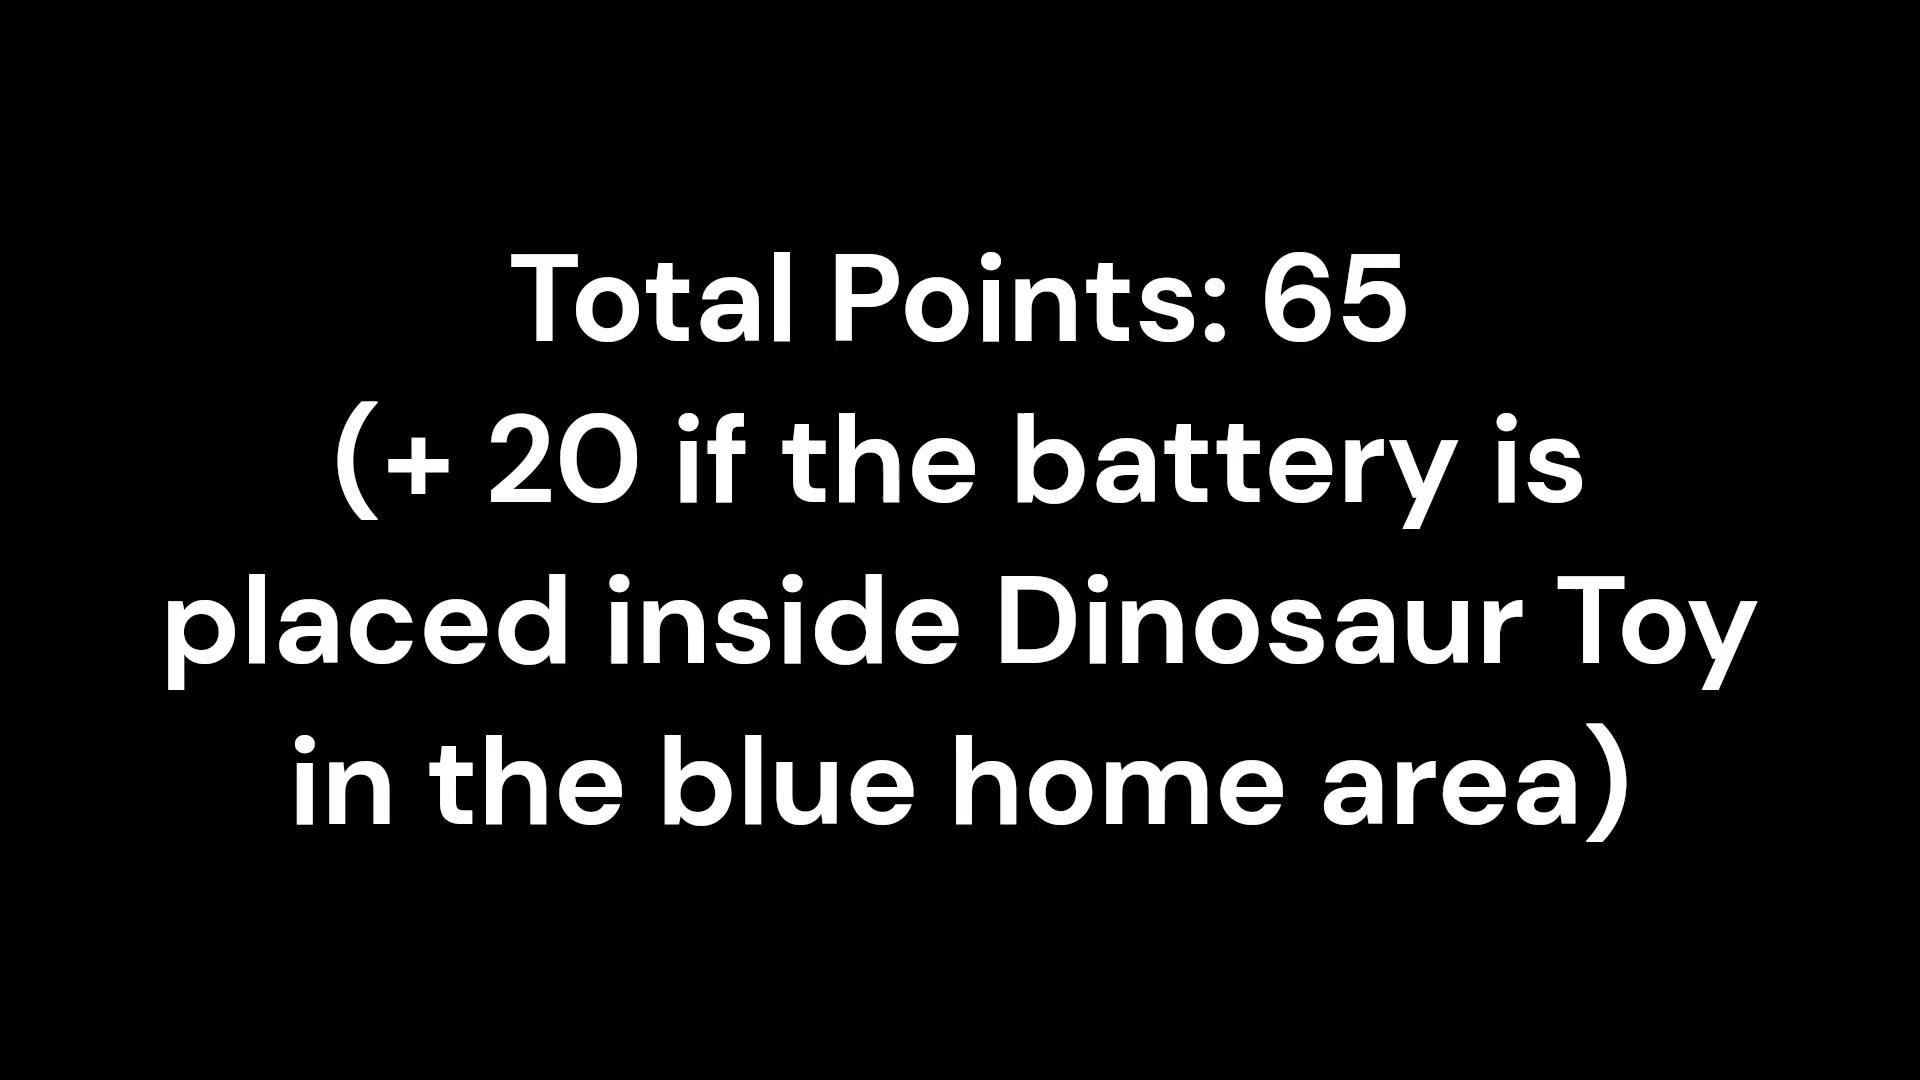 Total Points: 65
(+ 20 if the battery is
placed inside Dinosaur Toy
in the blue home area)